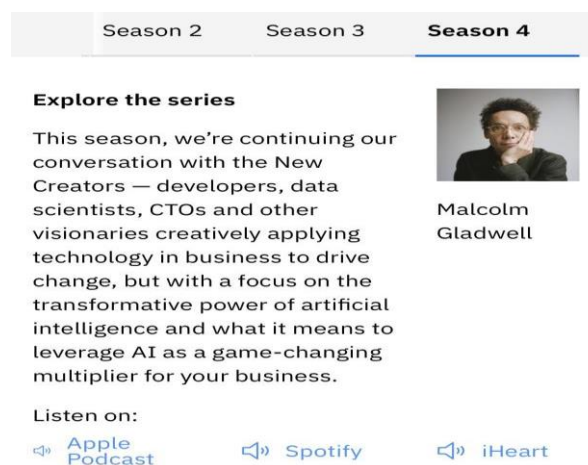 Season 2 Season 3 Season 4
Explore the series
This season, we're continuing our
conversation with the New
Creators — developers, data
scientists, CTOs and other
visionaries creatively applying
technology in business to drive
change, but with a focus on the
transformative power of artificial
intelligence and what it means to
leverage AI as a game-changing
multiplier for your business.
Malcolm
Gladwell
Listen on:
Apple
Podcast
Spotify
iHeart